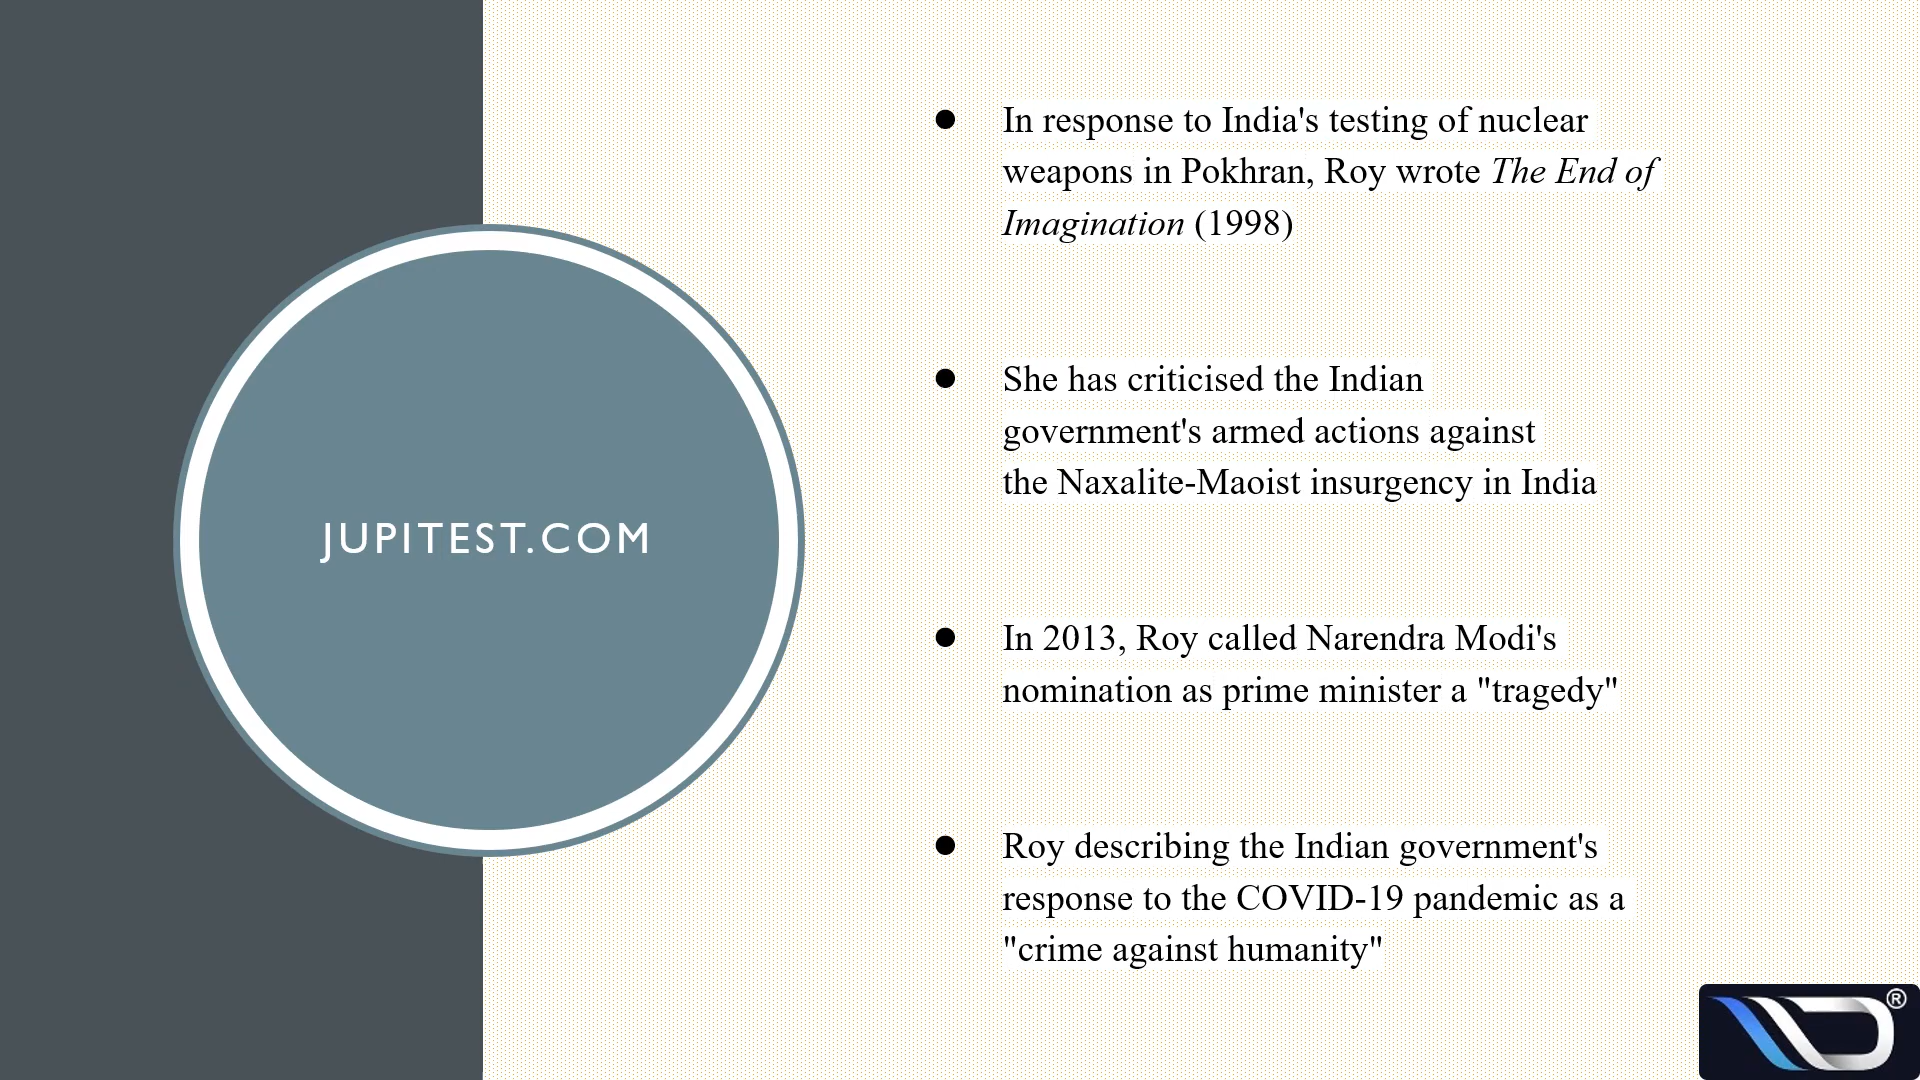 JUPITEST.COM
In response to India's testing of nuclear
weapons in Pokhran, Roy wrote The End of
Imagination (1998)
She has criticised the Indian
government's armed actions against
the Naxalite-Maoist insurgency in India
In 2013, Roy called Narendra Modi's
nomination as prime minister a "tragedy"
Roy describing the Indian government's
response to the COVID-19 pandemic as a
"crime against humanity"
®